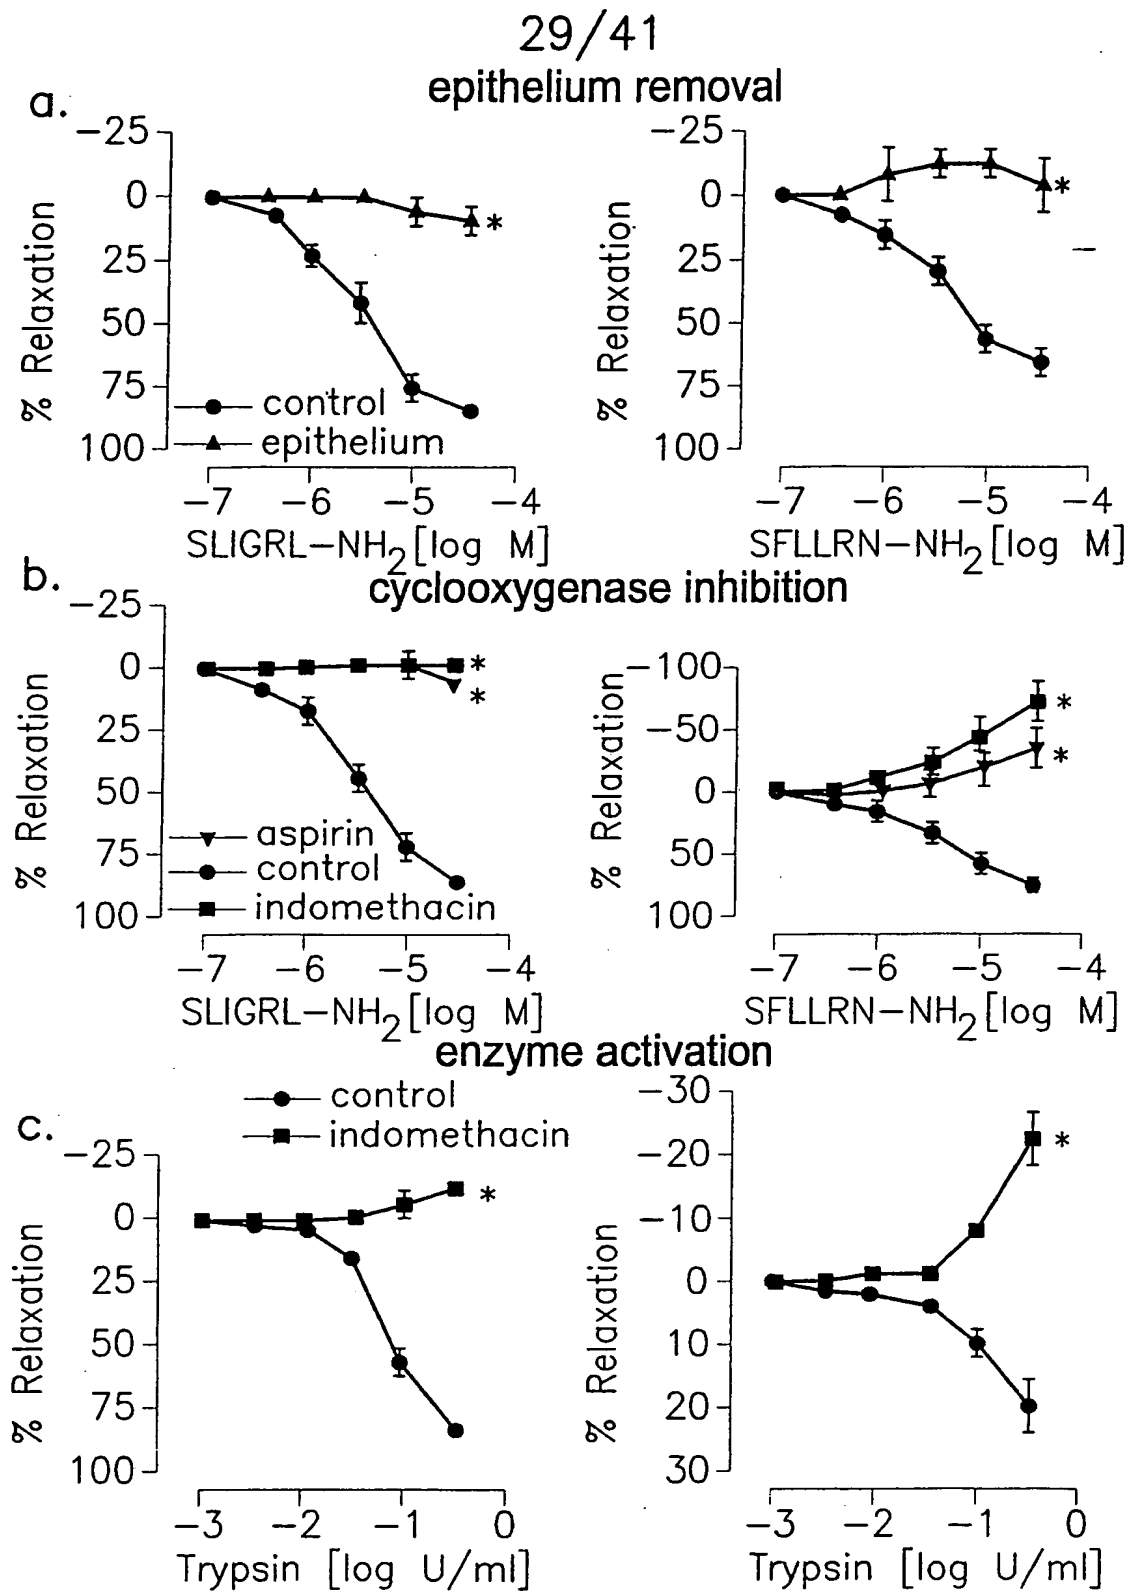 29/41
epithelium removal
a.
−25
0
25
50
75
100
% Relaxation
control
epithelium
−7 −6 −5 −4
SLIGRL−NH2[log M]
−25
0
25
50
75
100
% Relaxation
*
*
−7 −6 −5 −4
SFLLRN−NH2[log M]
b.
cyclooxygenase inhibition
−25
0
25
50
75
100
% Relaxation
*
*
aspirin
control
indomethacin
−7 −6 −5 −4
SLIGRL−NH2[log M]
−100
−50
0
50
100
% Relaxation
*
*
−7 −6 −5 −4
SFLLRN−NH2[log M]
enzyme activation
control
indomethacin
c.
−25
0
25
50
75
100
% Relaxation
*
−3 −2 −1 0
Trypsin [log U/ml]
−30
−20
−10
0
10
20
30
% Relaxation
*
−3 −2 −1 0
Trypsin [log U/ml]